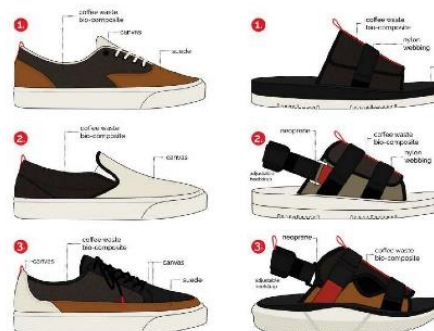 1.
coffee waste
bio-composite
canvas
suede
2.
coffee waste
bio-composite
canvas
3.
canvas
coffee waste
bio-composite
canvas
suede
1.
coffee waste
bio-composite
nylon
webbing
2.
neoprene
coffee waste
bio-composite
nylon
webbing
adjustable
3.
neoprene
coffee waste
bio-composite
adjustable